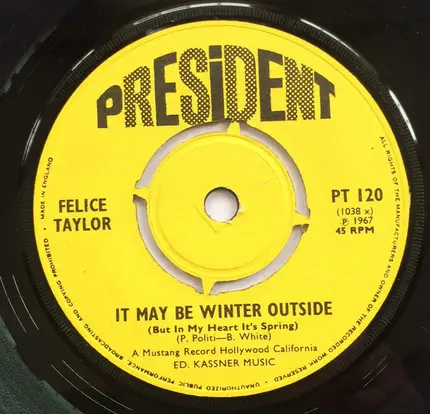 PRESIDENT
FELICE
TAYLOR
PT 120
(1038 x)
℗ 1967
45 RPM
IT MAY BE WINTER OUTSIDE
(But In My Heart It's Spring)
(P. Politi—B. White)
A Mustang Record Hollywood California
ED. KASSNER MUSIC
ALL RIGHTS OF THE MANUFACTURERS AND OWNER OF THE RECORDED WORK RESERVED • UNAUTHORIZED PUBLIC PERFORMANCE BROADCASTING AND COPYING PROHIBITED • MADE IN ENGLAND